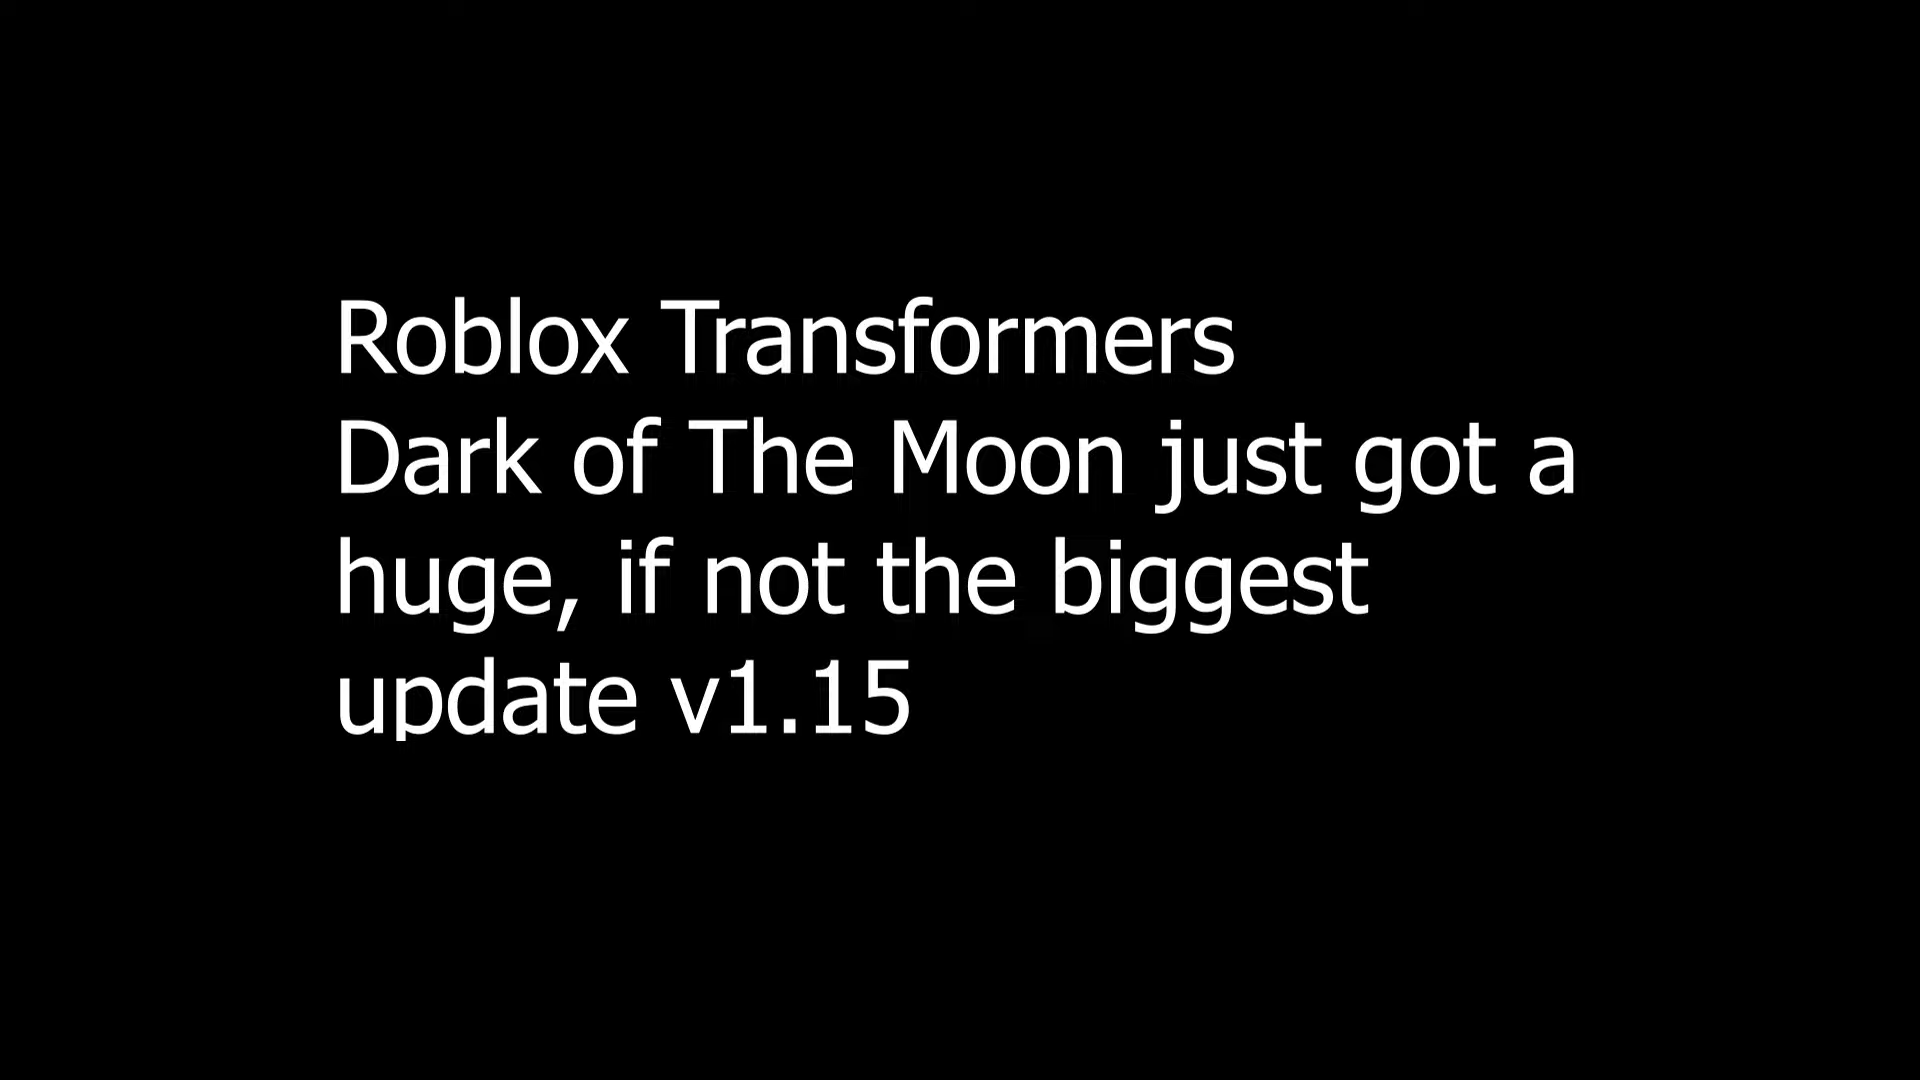 Roblox Transformers
Dark of The Moon just got a
huge, if not the biggest
update v1.15